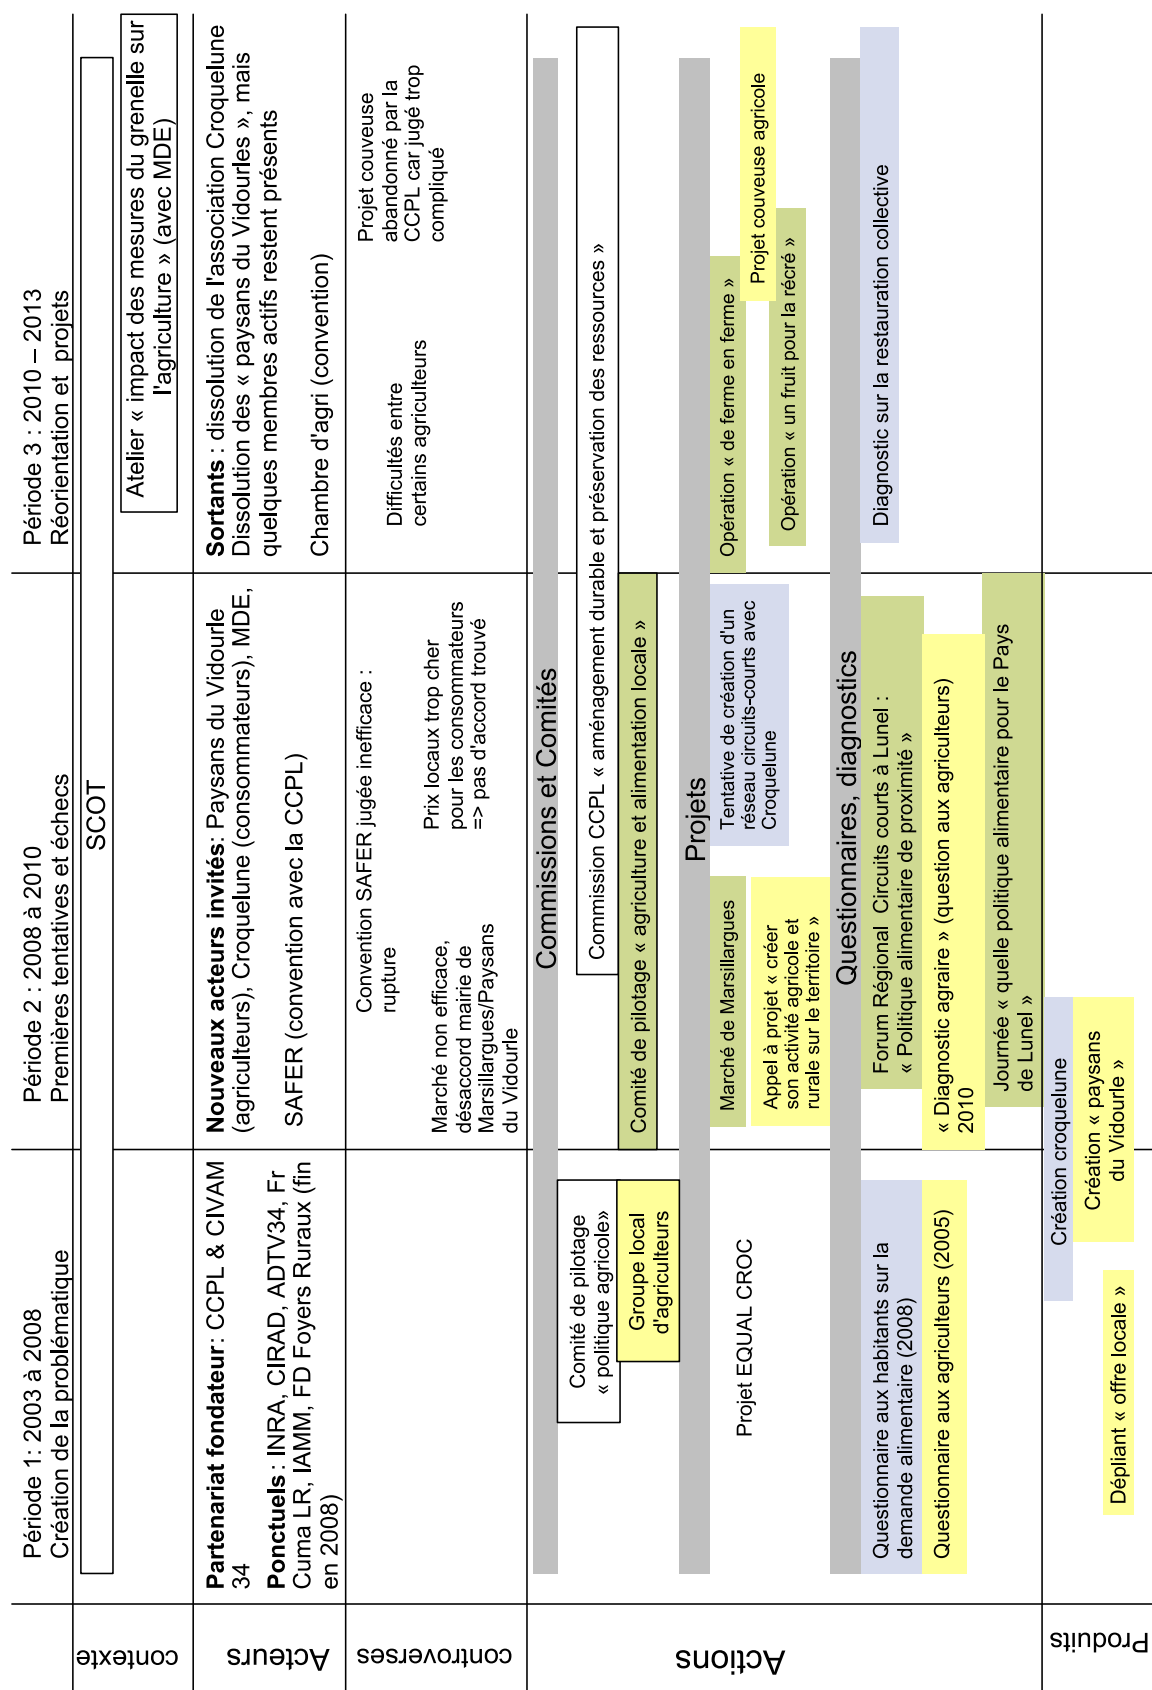 Période 1: 2003 à 2008
Création de la problématique
Période 2 : 2008 à 2010
Premières tentatives et échecs
Période 3 : 2010 – 2013
Réorientation et projets
contexte
SCOT
Atelier « impact des mesures du grenelle sur
l'agriculture » (avec MDE)
Acteurs
Partenariat fondateur : CCPL & CIVAM
34
Ponctuels : INRA, CIRAD, ADTV34, Fr
Cuma LR, IAMM, FD Foyers Ruraux (fin
en 2008)
Nouveaux acteurs invités: Paysans du Vidourle
(agriculteurs), Croquelune (consommateurs), MDE,
SAFER (convention avec la CCPL)
Sortants : dissolution de l'association Croquelune
Dissolution des « paysans du Vidourles », mais
quelques membres actifs restent présents
Chambre d'agri (convention)
controverses
Convention SAFER jugée inefficace :
rupture
Marché non efficace,
désaccord mairie de
Marsillargues/Paysans
du Vidourle
Prix locaux trop cher
pour les consommateurs
=> pas d'accord trouvé
Difficultés entre
certains agriculteurs
Projet couveuse
abandonné par la
CCPL car jugé trop
compliqué
Actions
Commissions et Comités
Comité de pilotage
« politique agricole»
Groupe local
d'agriculteurs
Commission CCPL « aménagement durable et préservation des ressources »
Comité de pilotage « agriculture et alimentation locale »
Projets
Projet EQUAL CROC
Marché de Marsillargues
Appel à projet « créer
son activité agricole et
rurale sur le territoire »
Tentative de création d'un
réseau circuits-courts avec
Croquelune
Opération « de ferme en ferme »
Projet couveuse agricole
Opération « un fruit pour la récré »
Questionnaires, diagnostics
Questionnaire aux habitants sur la
demande alimentaire (2008)
Questionnaire aux agriculteurs (2005)
Forum Régional Circuits courts à Lunel :
« Politique alimentaire de proximité »
« Diagnostic agraire » (question aux agriculteurs)
2010
Journée « quelle politique alimentaire pour le Pays
de Lunel »
Diagnostic sur la restauration collective
Produits
Création croquelune
Création « paysans
du Vidourle »
Dépliant « offre locale »